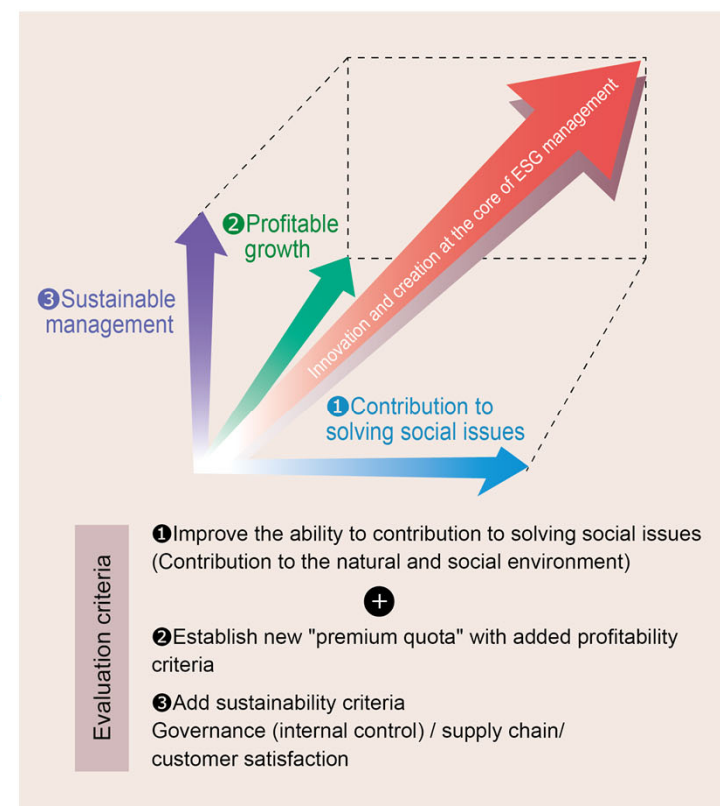 ❷Profitable
growth
Innovation and creation at the core of ESG management
❸Sustainable
management
❶Contribution to
solving social issues
Evaluation criteria
❶Improve the ability to contribution to solving social issues
(Contribution to the natural and social environment)
+
❷Establish new "premium quota" with added profitability
criteria
❸Add sustainability criteria
Governance (internal control) / supply chain/
customer satisfaction